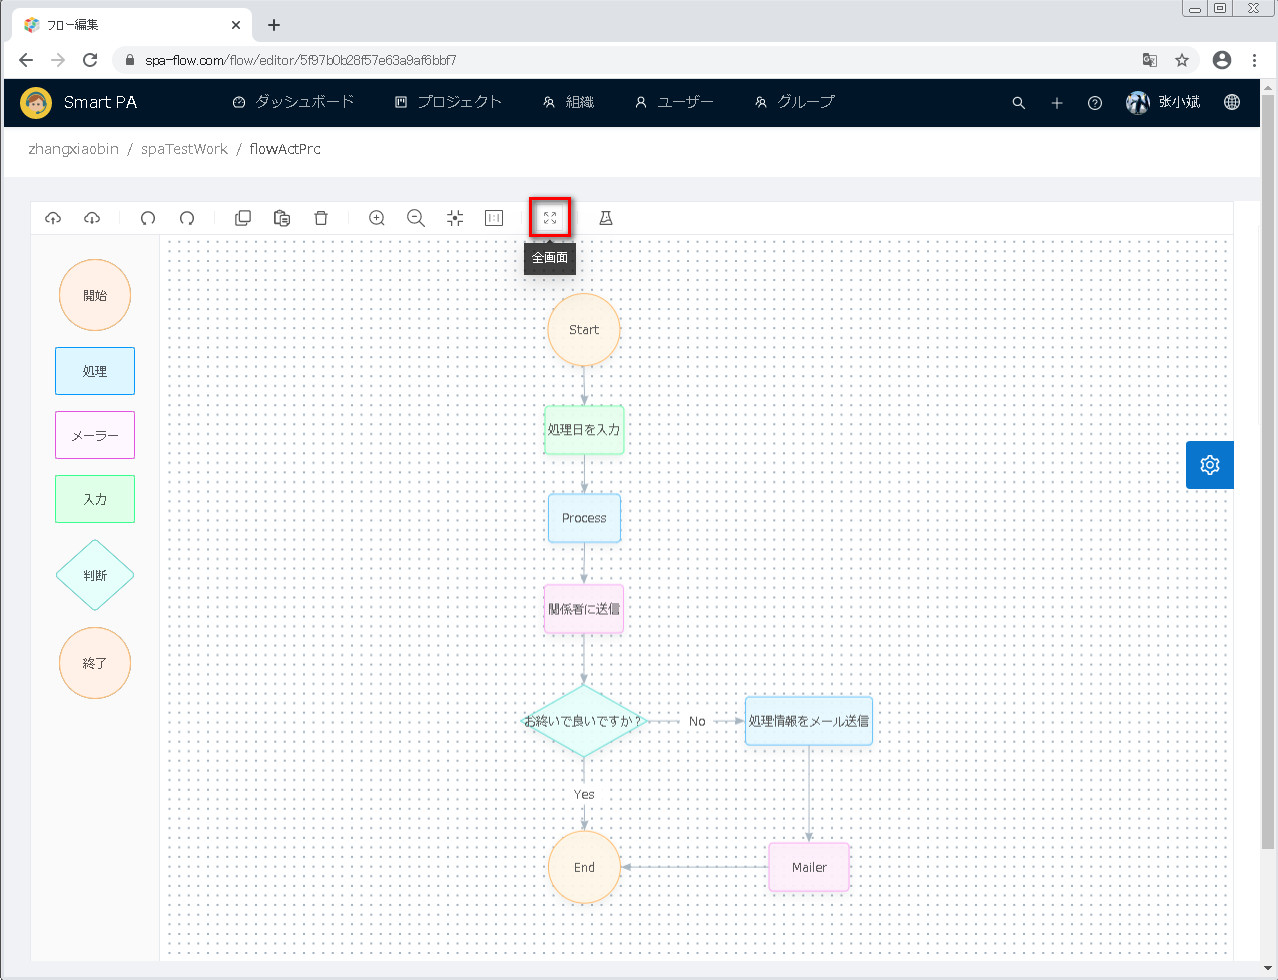 フロー編集
spa-flow.com/flow/editor/5f97b0b28f57e63a9af6bbf7
Smart PA
ダッシュボード
プロジェクト
組織
ユーザー
グループ
张小斌
zhangxiaobin / spaTestWork / flowActPrc
全画面
開始
処理
メーラー
入力
判断
終了
Start
処理日を入力
Process
関係者に送信
お終いで良いですか？
No
処理情報をメール送信
Yes
End
Mailer